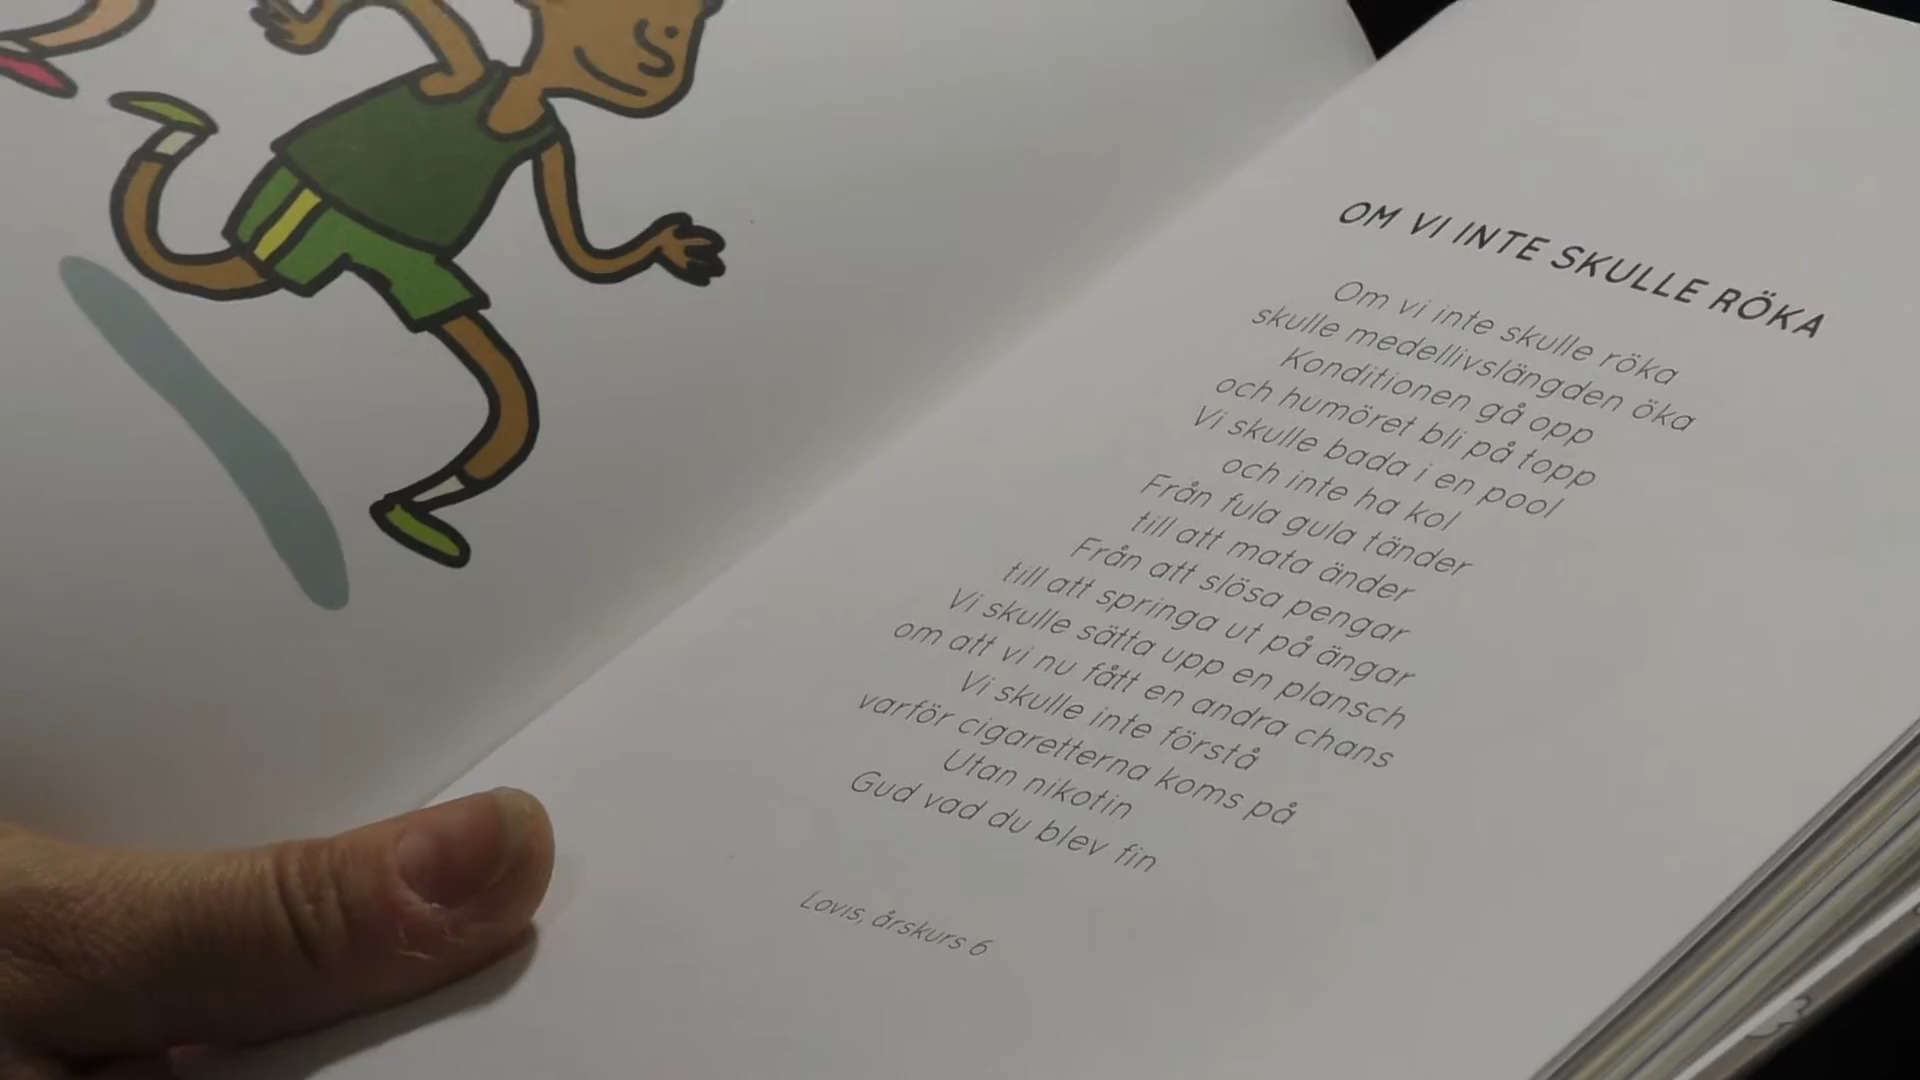 OM VI INTE SKULLE RÖKA
Om vi inte skulle röka
skulle medellivslängden öka
Konditionen gå opp
och humöret bli på topp
Vi skulle bada i en pool
och inte ha kol
Från fula gula tänder
till att mata änder
Från att slösa pengar
till att springa ut på ängar
Vi skulle sätta upp en plansch
om att vi nu fått en andra chans
Vi skulle inte förstå
varför cigaretterna koms på
Utan nikotin
Gud vad du blev fin
Lovis, årskurs 6